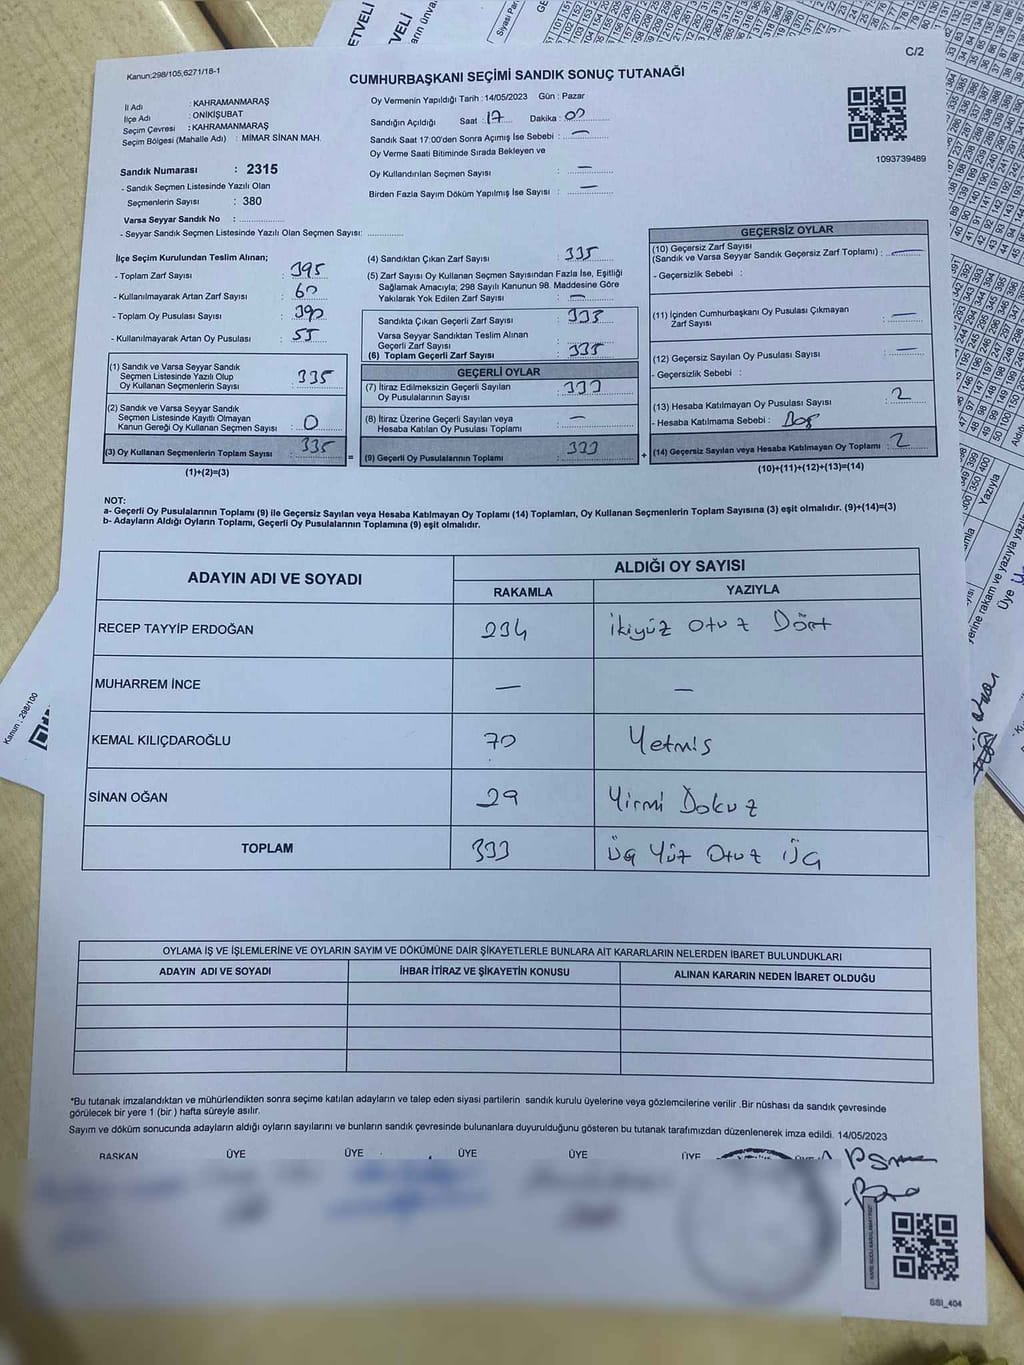 Kanun;298/105;6271/18-1
C/2
CUMHURBAŞKANI SEÇİMİ SANDIK SONUÇ TUTANAĞI
İl Adı : KAHRAMANMARAŞ
İlçe Adı : ONİKİŞUBAT
Seçim Çevresi : KAHRAMANMARAŞ
Seçim Bölgesi (Mahalle Adı) : MİMAR SİNAN MAH.
Sandık Numarası : 2315
- Sandık Seçmen Listesinde Yazılı Olan
Seçmenlerin Sayısı : 380
Varsa Seyyar Sandık No :
- Seyyar Sandık Seçmen Listesinde Yazılı Olan Seçmen Sayısı:
Oy Vermenin Yapıldığı Tarih : 14/05/2023 Gün : Pazar
Sandığın Açıldığı Saat : 17 Dakika : 00
Sandık Saat 17:00'den Sonra Açımış İse Sebebi : —
Oy Verme Saati Bitiminde Sırada Bekleyen ve
Oy Kullandırılan Seçmen Sayısı : —
Birden Fazla Sayım Döküm Yapılmış İse Sayısı : —
1093739489
İlçe Seçim Kurulundan Teslim Alınan;
- Toplam Zarf Sayısı : 395
- Kullanılmayarak Artan Zarf Sayısı : 60
- Toplam Oy Pusulası Sayısı : 390
- Kullanılmayarak Artan Oy Pusulası : 55
(1) Sandık ve Varsa Seyyar Sandık
Seçmen Listesinde Yazılı Olup
Oy Kullanan Seçmenlerin Sayısı : 335
(2) Sandık ve Varsa Seyyar Sandık
Seçmen Listesinde Kayıtlı Olmayan
Kanun Gereği Oy Kullanan Seçmen Sayısı : 0
(3) Oy Kullanan Seçmenlerin Toplam Sayısı : 335
(1)+(2)=(3)
(4) Sandıktan Çıkan Zarf Sayısı : 335
(5) Zarf Sayısı Oy Kullanan Seçmen Sayısından Fazla İse, Eşitliği
Sağlamak Amacıyla; 298 Sayılı Kanunun 98. Maddesine Göre
Yakılarak Yok Edilen Zarf Sayısı : —
Sandıkta Çıkan Geçerli Zarf Sayısı : 335
Varsa Seyyar Sandıktan Teslim Alınan
Geçerli Zarf Sayısı :
(6) Toplam Geçerli Zarf Sayısı : 335
GEÇERLİ OYLAR
(7) İtiraz Edilmeksizin Geçerli Sayılan
Oy Pusulalarının Sayısı : 333
(8) İtiraz Üzerine Geçerli Sayılan veya
Hesaba Katılan Oy Pusulası Toplamı : —
= (9) Geçerli Oy Pusulalarının Toplamı : 333 +
GEÇERSİZ OYLAR
(10) Geçersiz Zarf Sayısı
(Sandık ve Varsa Seyyar Sandık Geçersiz Zarf Toplamı) : —
- Geçersizlik Sebebi :
(11) İçinden Cumhurbaşkanı Oy Pusulası Çıkmayan
Zarf Sayısı : —
(12) Geçersiz Sayılan Oy Pusulası Sayısı : —
- Geçersizlik Sebebi :
(13) Hesaba Katılmayan Oy Pusulası Sayısı : 2
- Hesaba Katılmama Sebebi : Boş
(14) Geçersiz Sayılan veya Hesaba Katılmayan Oy Toplamı : 2
(10)+(11)+(12)+(13)=(14)
NOT:
a- Geçerli Oy Pusulalarının Toplamı (9) ile Geçersiz Sayılan veya Hesaba Katılmayan Oy Toplamı (14) Toplamları, Oy Kullanan Seçmenlerin Toplam Sayısına (3) eşit olmalıdır. (9)+(14)=(3)
b- Adayların Aldığı Oyların Toplamı, Geçerli Oy Pusulalarının Toplamına (9) eşit olmalıdır.
ADAYIN ADI VE SOYADI ALDIĞI OY SAYISI
RAKAMLA YAZIYLA
RECEP TAYYİP ERDOĞAN 234 İkiyüz Otuz Dört
MUHARREM İNCE — —
KEMAL KILIÇDAROĞLU 70 Yetmiş
SİNAN OĞAN 29 Yirmi Dokuz
TOPLAM 333 Üç Yüz Otuz Üç
OYLAMA İŞ VE İŞLEMLERİNE VE OYLARIN SAYIM VE DÖKÜMÜNE DAİR ŞİKAYETLERLE BUNLARA AİT KARARLARIN NELERDEN İBARET BULUNDUKLARI
ADAYIN ADI VE SOYADI İHBAR İTİRAZ VE ŞİKAYETİN KONUSU ALINAN KARARIN NEDEN İBARET OLDUĞU
*Bu tutanak imzalandıktan ve mühürlendikten sonra seçime katılan adayların ve talep eden siyasi partilerin sandık kurulu üyelerine veya gözlemcilerine verilir .Bir nüshası da sandık çevresinde
görülecek bir yere 1 (bir ) hafta süreyle asılır.
Sayım ve döküm sonucunda adayların aldığı oyların sayılarını ve bunların sandık çevresinde bulunanlara duyurulduğunu gösteren bu tutanak tarafımızdan düzenlenerek imza edildi. 14/05/2023
BAŞKAN ÜYE ÜYE ÜYE ÜYE ÜYE
SSI_404
Kanun : 298/100